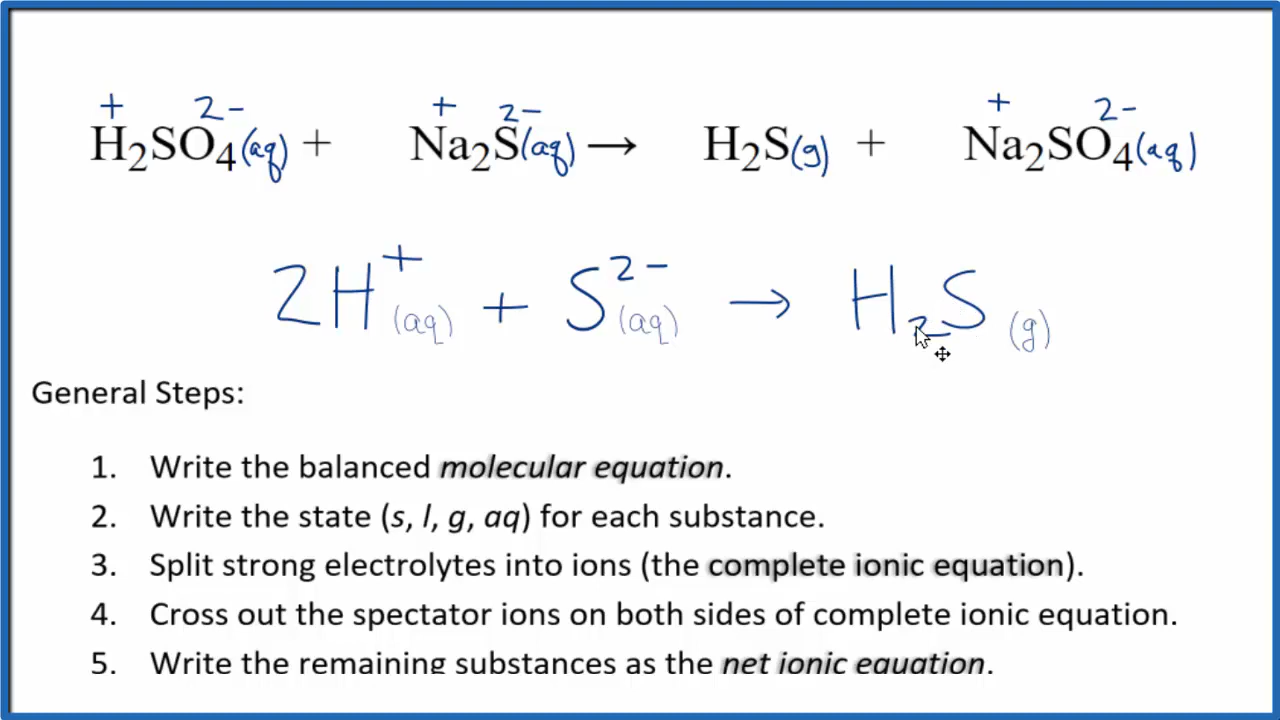 + 2- + 2- + 2-
H₂SO₄(aq) + Na₂S(aq) → H₂S(g) + Na₂SO₄(aq)
2H⁺(aq) + S²⁻(aq) → H₂S(g)
General Steps:
1. Write the balanced molecular equation.
2. Write the state (s, l, g, aq) for each substance.
3. Split strong electrolytes into ions (the complete ionic equation).
4. Cross out the spectator ions on both sides of complete ionic equation.
5. Write the remaining substances as the net ionic equation.